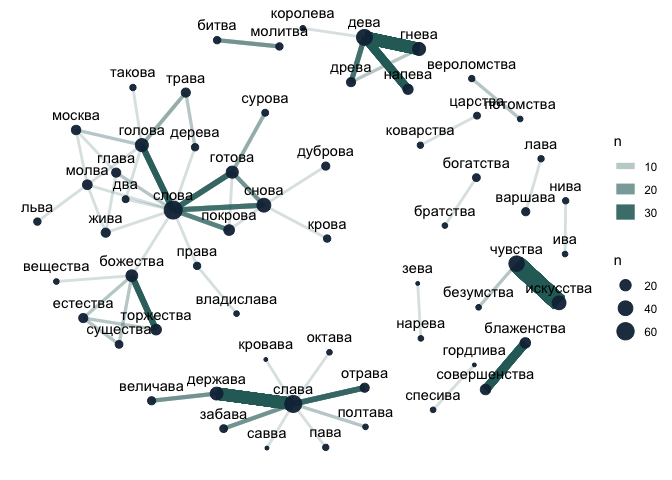 королева
дева
битва
молитва
гнева
древа
напева
вероломства
царства
потомства
такова
трава
сурова
москва
голова
дерева
коварства
лава
глава
готова
дуброва
богатства
молва
два
слова
снова
варшава
нива
льва
покрова
братства
жива
крова
ива
права
чувства
вещества
божества
зева
безумства
искусства
естества
торжества
владислава
существа
нарева
блаженства
кровава
октава
гордлива
совершенства
величава
держава
слава
отрава
спесива
забава
полтава
савва
пава
n
10
20
30
n
20
40
60